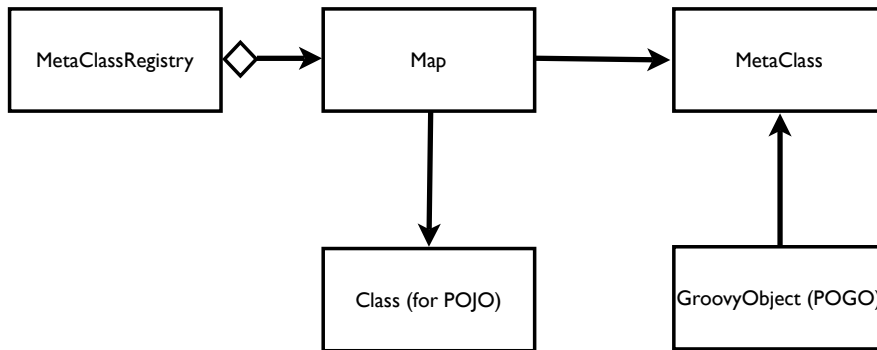 MetaClassRegistry
Map
MetaClass
Class (for POJO)
GroovyObject (POGO)